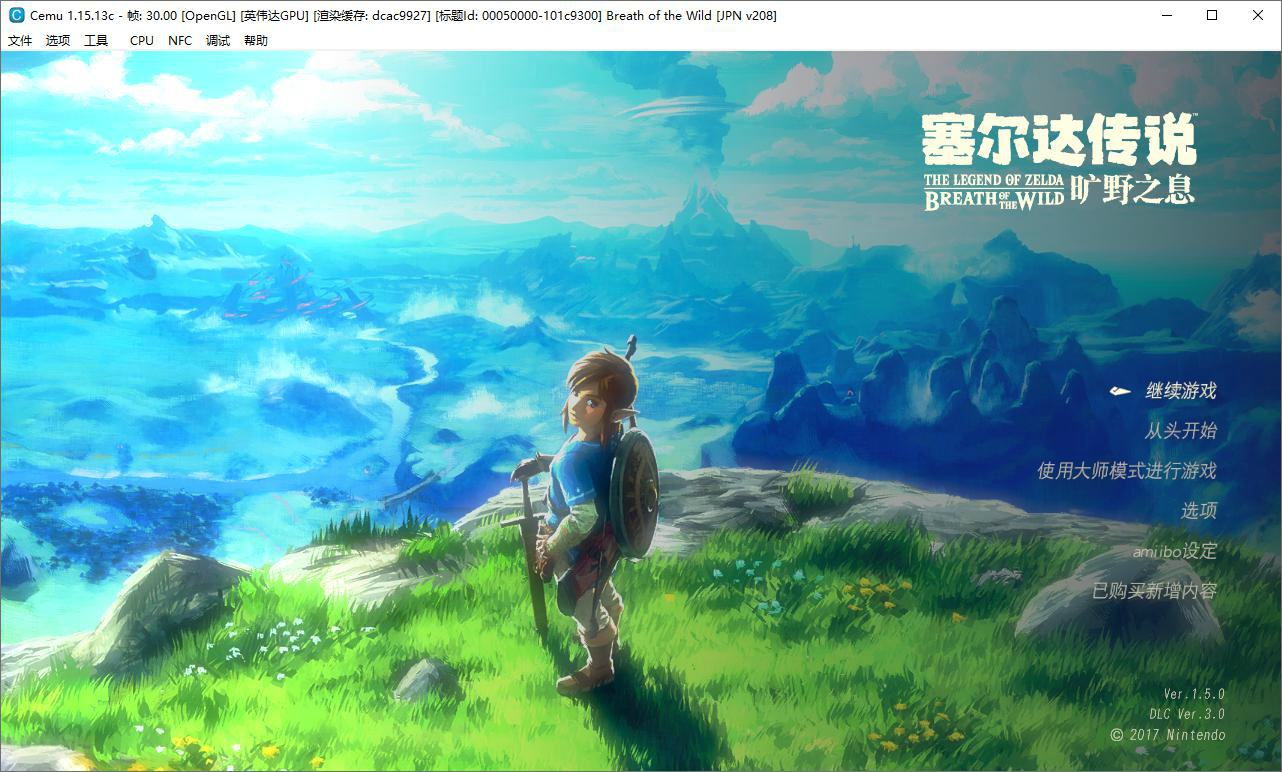 Cemu 1.15.13c - 帧: 30.00 [OpenGL] [英伟达GPU] [渲染缓存: dcac9927] [标题Id: 00050000-101c9300] Breath of the Wild [JPN v208]
文件 选项 工具 CPU NFC 调试 帮助
塞尔达传说™
THE LEGEND OF ZELDA
BREATH OF THE WILD 旷野之息
继续游戏
从头开始
使用大师模式进行游戏
选项
amiibo设定
已购买新增内容
Ver.1.5.0
DLC Ver.3.0
© 2017 Nintendo